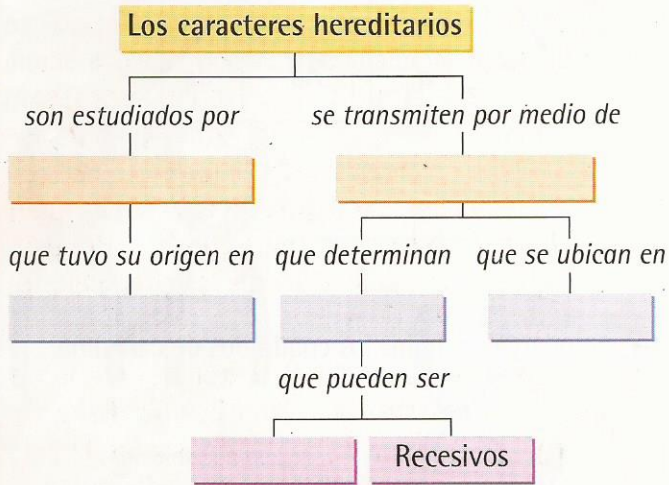 Los caracteres hereditarios
son estudiados por
se transmiten por medio de
que tuvo su origen en
que determinan
que se ubican en
que pueden ser
Recesivos